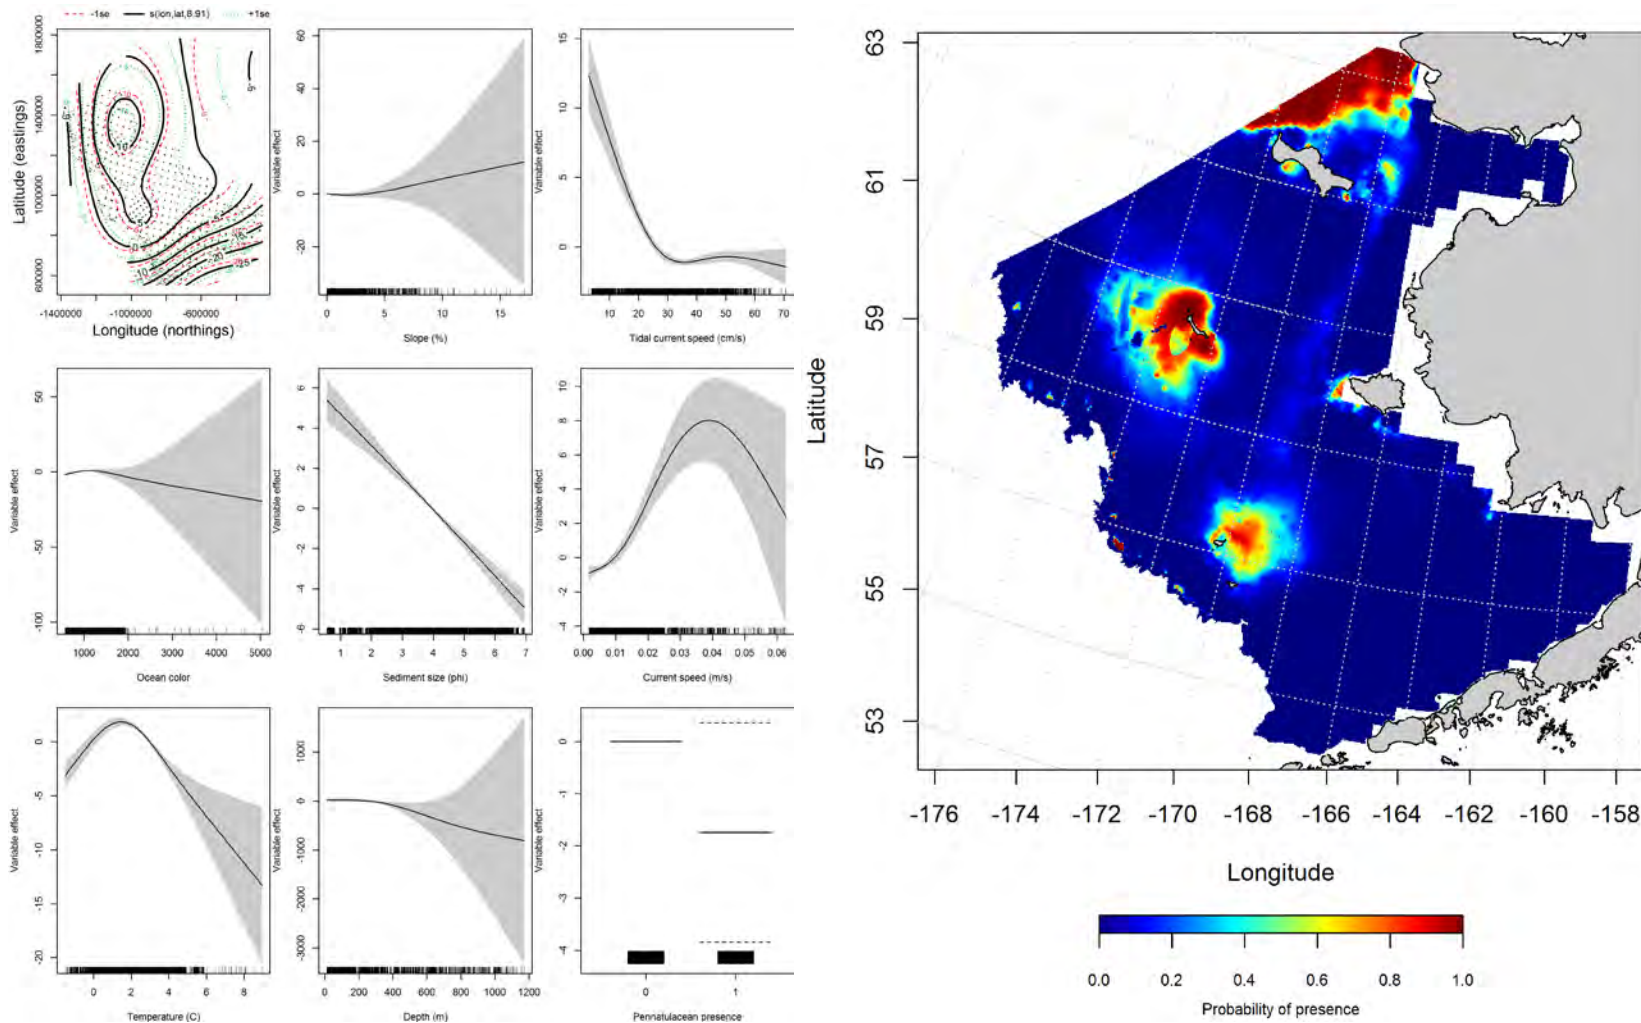 -1se s(lon,lat,8.91) +1se
Latitude (eastings)
600000 1000000 1400000 1800000
-1400000 -1000000 -600000
Longitude (northings)
Variable effect
60
40
20
0
-20
0 5 10 15
Slope (%)
Variable effect
15
10
5
0
0 10 20 30 40 50 60 70
Tidal current speed (cm/s)
Variable effect
50
0
-50
-100
1000 2000 3000 4000 5000
Ocean color
Variable effect
6
4
2
0
-2
-4
-6
1 2 3 4 5 6 7
Sediment size (phi)
Variable effect
10
8
6
4
2
0
-2
-4
0.00 0.01 0.02 0.03 0.04 0.05 0.06
Current speed (m/s)
Variable effect
0
-5
-10
-15
-20
0 2 4 6 8
Temperature (C)
Variable effect
1000
0
-1000
-2000
-3000
0 200 400 600 800 1000 1200
Depth (m)
Variable effect
0
-1
-2
-3
-4
0 1
Pennatulacean presence
Latitude
63
61
59
57
55
53
-176 -174 -172 -170 -168 -166 -164 -162 -160 -158
Longitude
0.0 0.2 0.4 0.6 0.8 1.0
Probability of presence